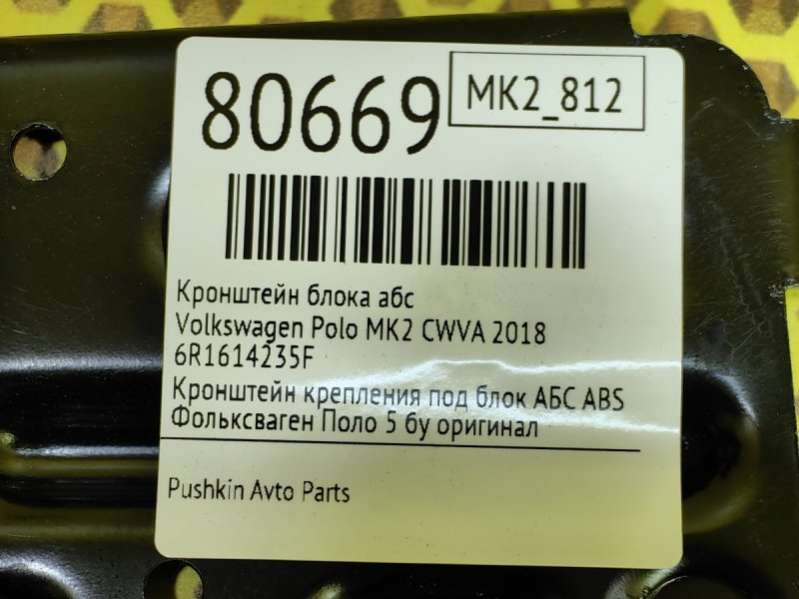 80669
MK2_812
Кронштейн блока абс
Volkswagen Polo MK2 CWVA 2018
6R1614235F
Кронштейн крепления под блок АБС ABS
Фольксваген Поло 5 бу оригинал
Pushkin Avto Parts